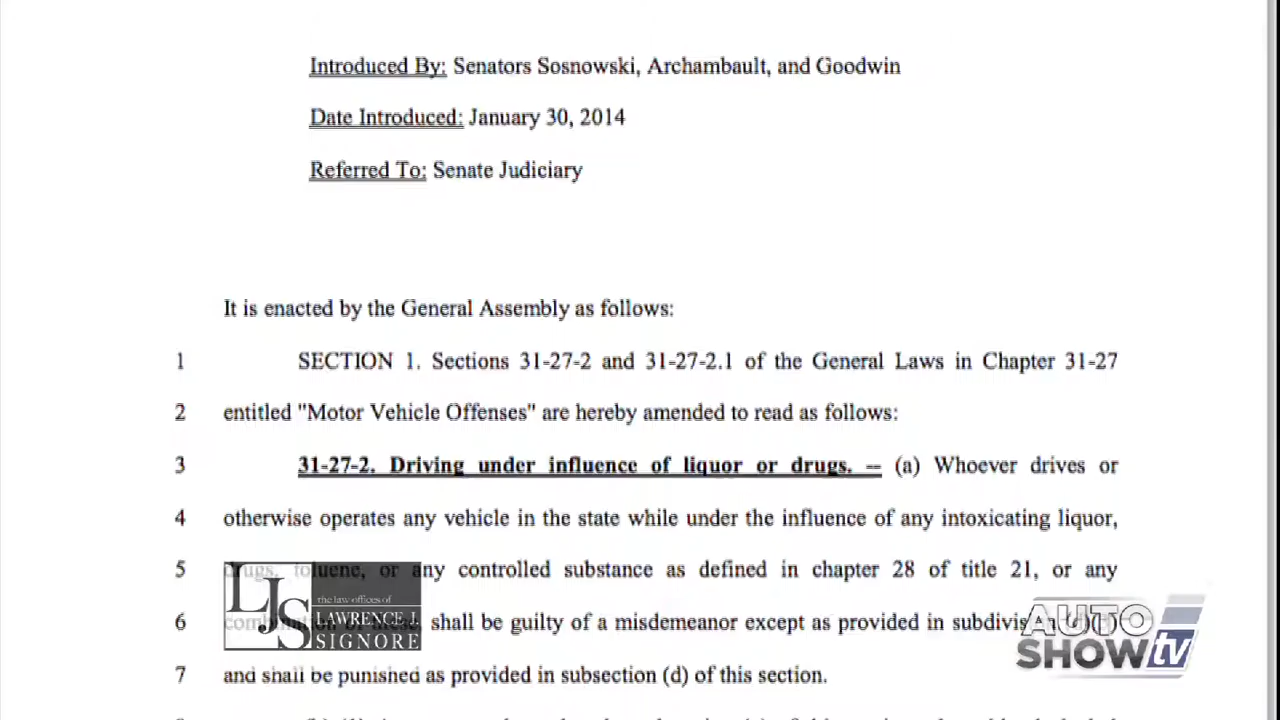 Introduced By: Senators Sosnowski, Archambault, and Goodwin
Date Introduced: January 30, 2014
Referred To: Senate Judiciary
It is enacted by the General Assembly as follows:
1 SECTION 1. Sections 31-27-2 and 31-27-2.1 of the General Laws in Chapter 31-27
2 entitled "Motor Vehicle Offenses" are hereby amended to read as follows:
3 31-27-2. Driving under influence of liquor or drugs. -- (a) Whoever drives or
4 otherwise operates any vehicle in the state while under the influence of any intoxicating liquor,
5 drugs, toluene, or any controlled substance as defined in chapter 28 of title 21, or any
6 combination of these, shall be guilty of a misdemeanor except as provided in subdivision
7 and shall be punished as provided in subsection (d) of this section.
LJS
the law offices of
LAWRENCE J.
SIGNORE
AUTO
SHOW tv